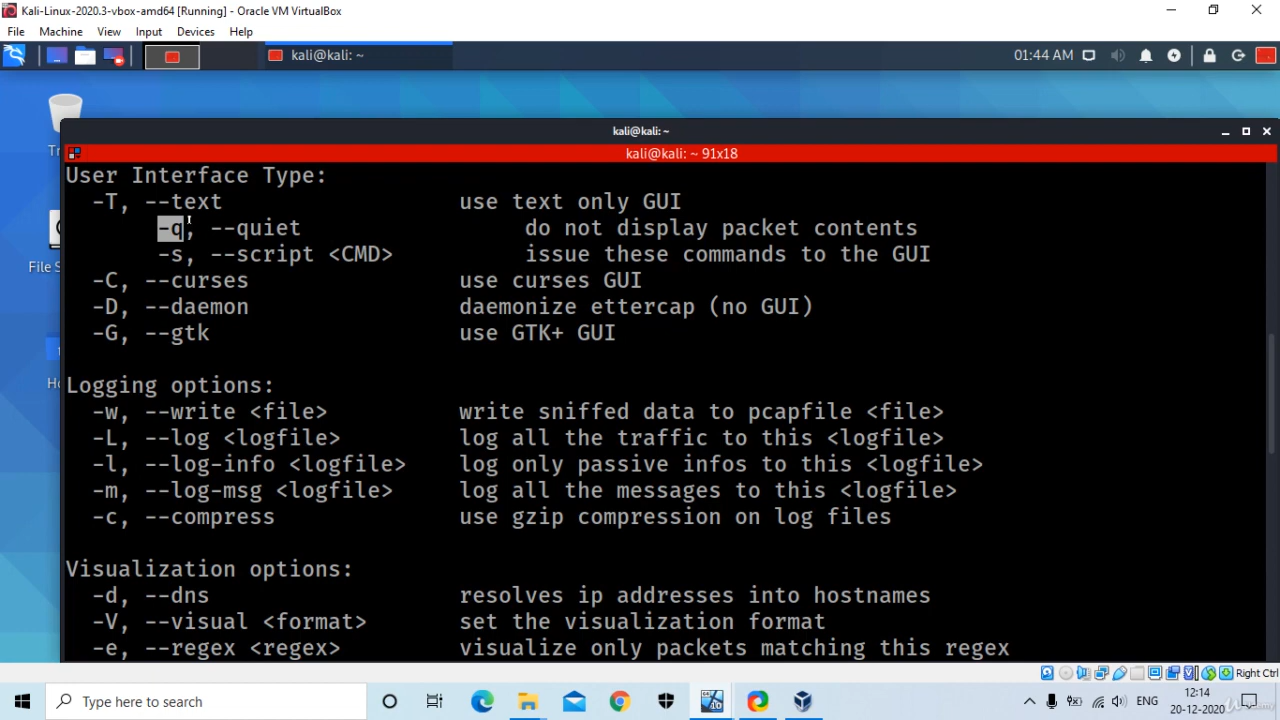 Kali-Linux-2020.3-vbox-amd64 [Running] - Oracle VM VirtualBox
File Machine View Input Devices Help
kali@kali: ~
01:44 AM
kali@kali: ~
kali@kali: ~ 91x18
User Interface Type:
-T, --text use text only GUI
-q, --quiet do not display packet contents
-s, --script <CMD> issue these commands to the GUI
-C, --curses use curses GUI
-D, --daemon daemonize ettercap (no GUI)
-G, --gtk use GTK+ GUI
Logging options:
-w, --write <file> write sniffed data to pcapfile <file>
-L, --log <logfile> log all the traffic to this <logfile>
-l, --log-info <logfile> log only passive infos to this <logfile>
-m, --log-msg <logfile> log all the messages to this <logfile>
-c, --compress use gzip compression on log files
Visualization options:
-d, --dns resolves ip addresses into hostnames
-V, --visual <format> set the visualization format
-e, --regex <regex> visualize only packets matching this regex
Right Ctrl
Type here to search
ENG
12:14
20-12-2020